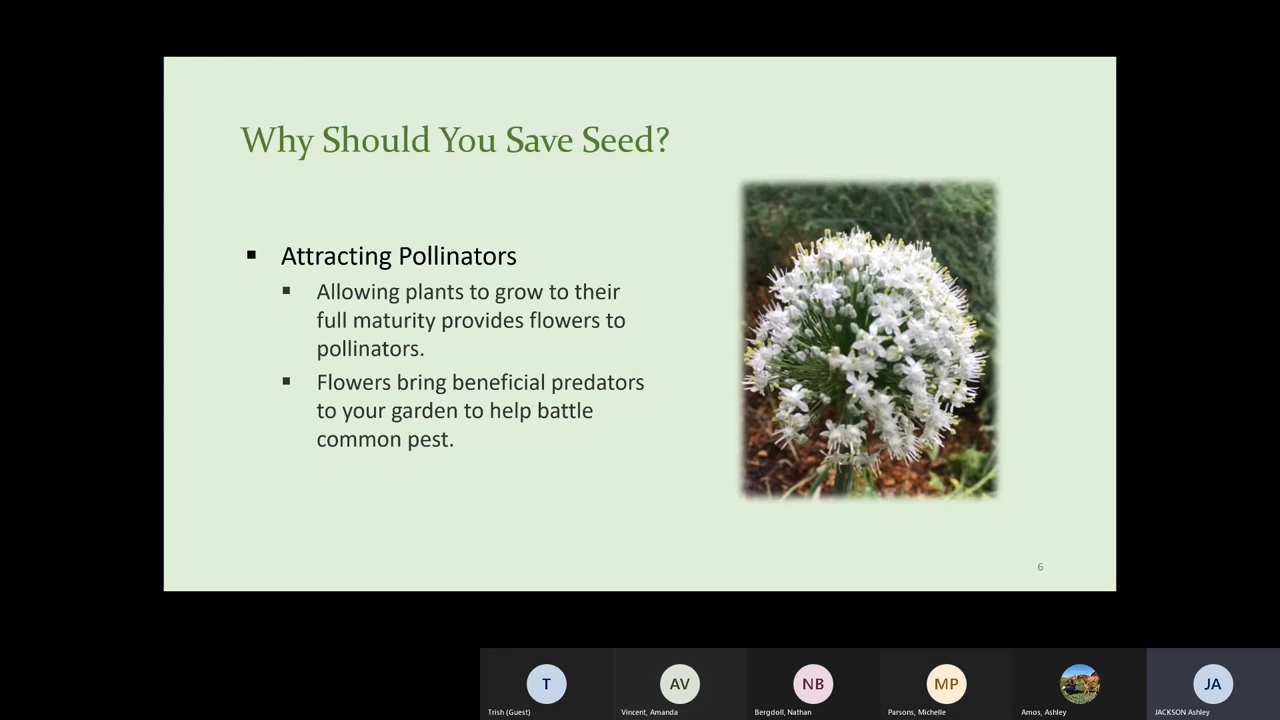 Why Should You Save Seed?
▪ Attracting Pollinators
▪ Allowing plants to grow to their
full maturity provides flowers to
pollinators.
▪ Flowers bring beneficial predators
to your garden to help battle
common pest.
6
T
AV
NB
MP
JA
Trish (Guest)
Vincent, Amanda
Bergdoll, Nathan
Parsons, Michelle
Amos, Ashley
JACKSON Ashley